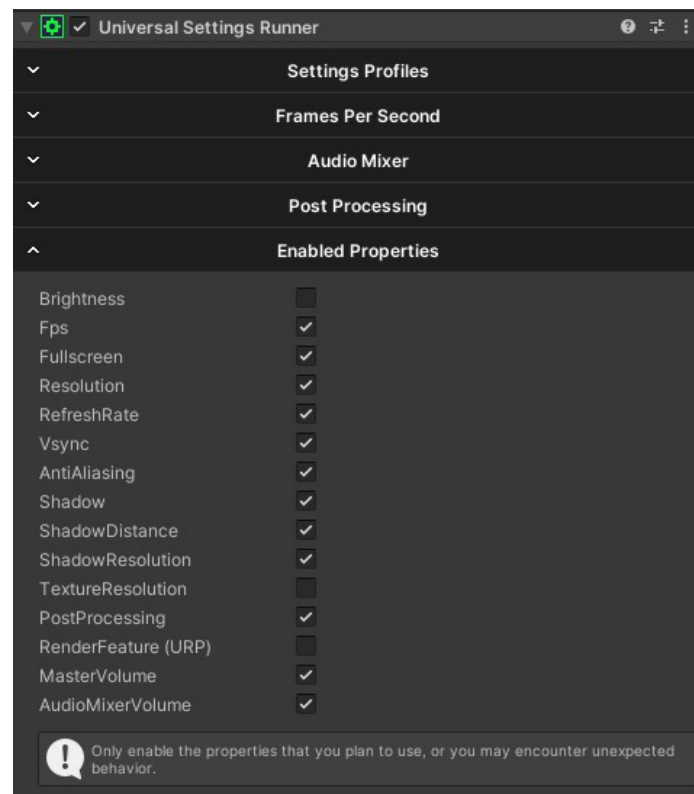 Universal Settings Runner
Settings Profiles
Frames Per Second
Audio Mixer
Post Processing
Enabled Properties
Brightness
Fps
Fullscreen
Resolution
RefreshRate
Vsync
AntiAliasing
Shadow
ShadowDistance
ShadowResolution
TextureResolution
PostProcessing
RenderFeature (URP)
MasterVolume
AudioMixerVolume
Only enable the properties that you plan to use, or you may encounter unexpected
behavior.